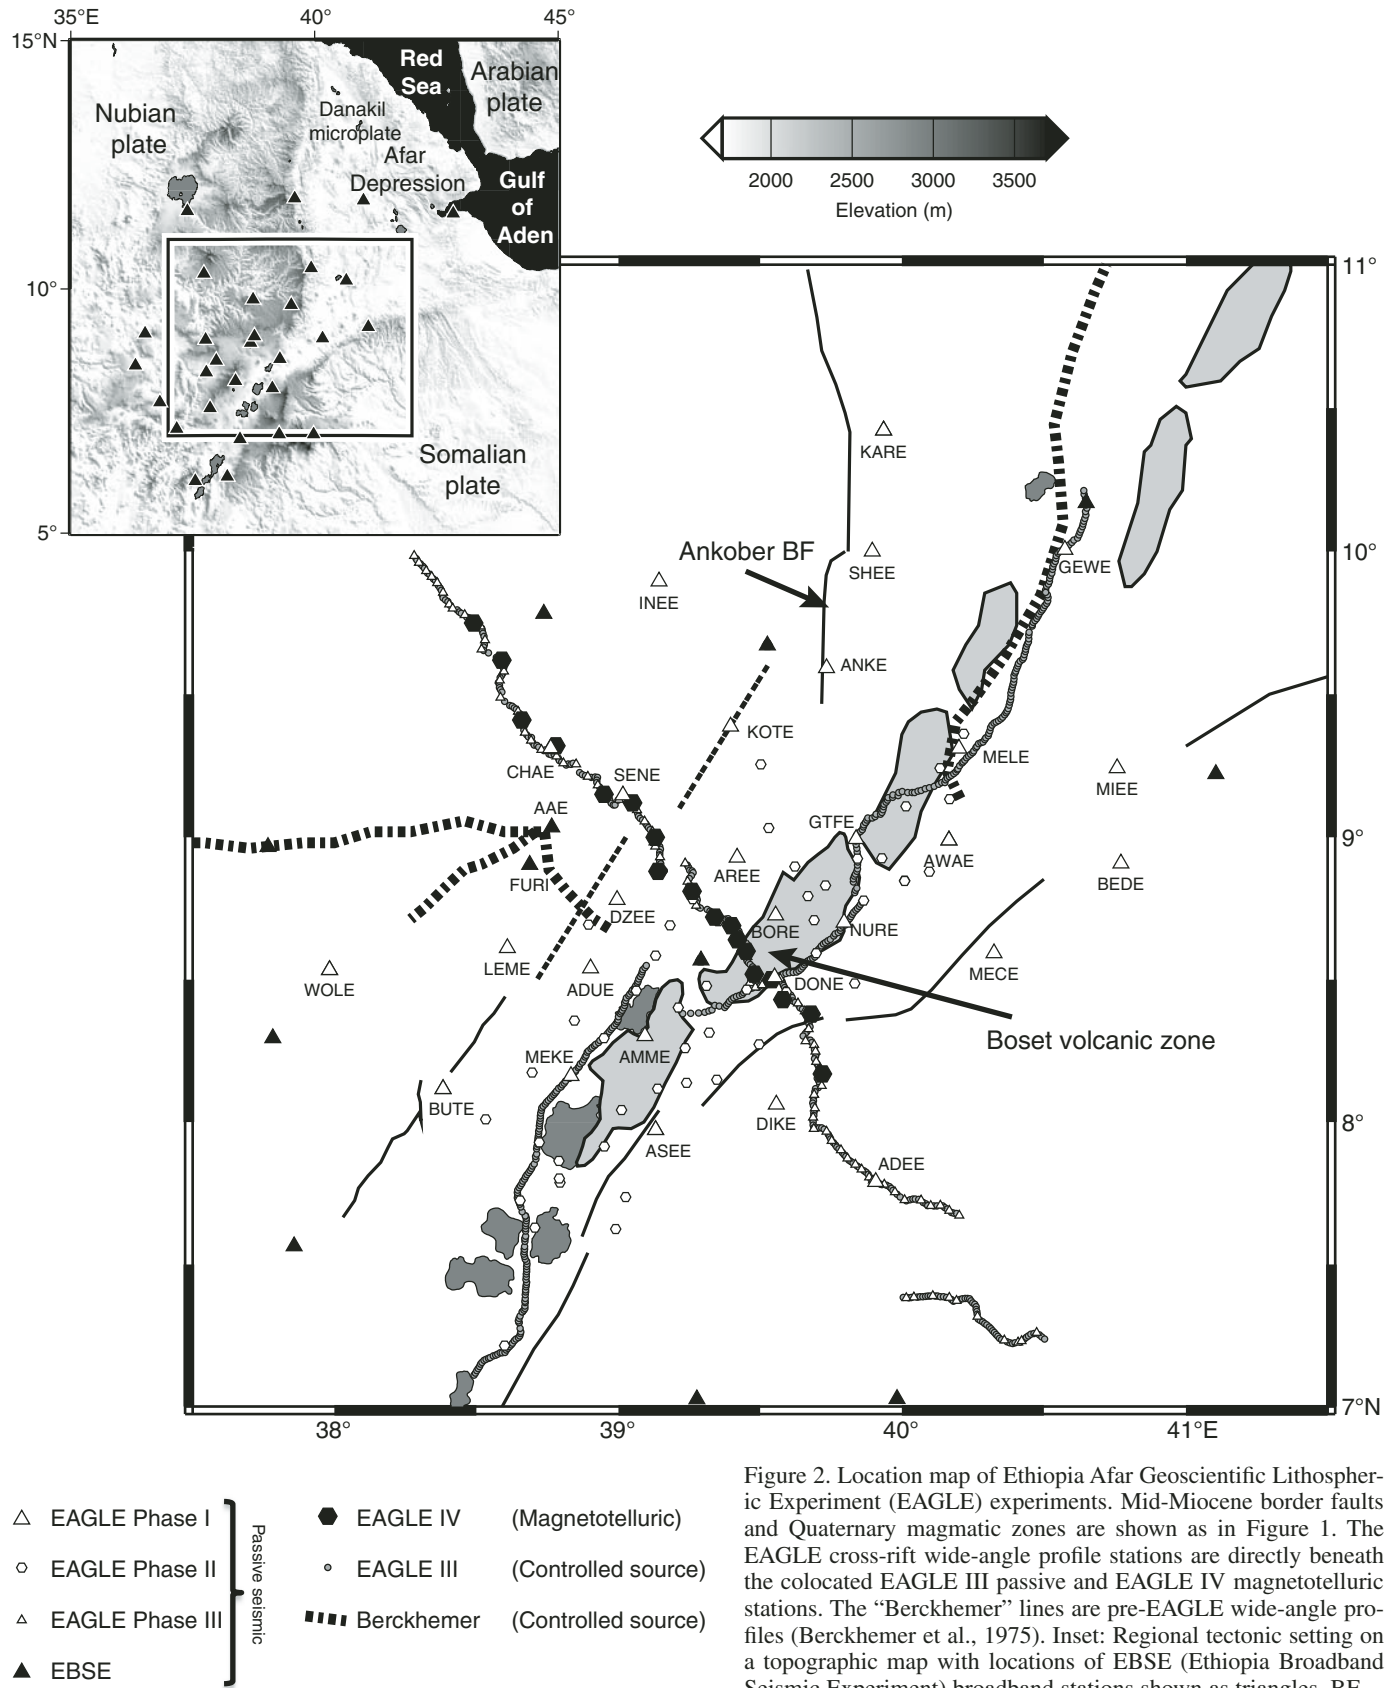 35°E 40° 45°
15°N
Red
Sea
Arabian
plate
Nubian
plate
Danakil
microplate
Afar
Depression
Gulf
of
Aden
10°
Somalian
plate
5°
2000 2500 3000 3500
Elevation (m)
11°
KARE
Ankober BF
10°
SHEE
GEWE
INEE
ANKE
KOTE
MELE
CHAE
SENE
MIEE
AAE
GTFE
9°
AWAE
AREE
BEDE
FURI
DZEE
BORE
NURE
LEME
MECE
WOLE
ADUE
DONE
Boset volcanic zone
MEKE
AMME
BUTE
DIKE
8°
ASEE
ADEE
7°N
38° 39° 40° 41°E
EAGLE Phase I
EAGLE Phase II
EAGLE Phase III
EBSE
Passive seismic
EAGLE IV (Magnetotelluric)
EAGLE III (Controlled source)
Berckhemer (Controlled source)
Figure 2. Location map of Ethiopia Afar Geoscientific Lithospher-
ic Experiment (EAGLE) experiments. Mid-Miocene border faults
and Quaternary magmatic zones are shown as in Figure 1. The
EAGLE cross-rift wide-angle profile stations are directly beneath
the colocated EAGLE III passive and EAGLE IV magnetotelluric
stations. The “Berckhemer” lines are pre-EAGLE wide-angle pro-
files (Berckhemer et al., 1975). Inset: Regional tectonic setting on
a topographic map with locations of EBSE (Ethiopia Broadband
Seismic Experiment) broadband stations shown as triangles. BF